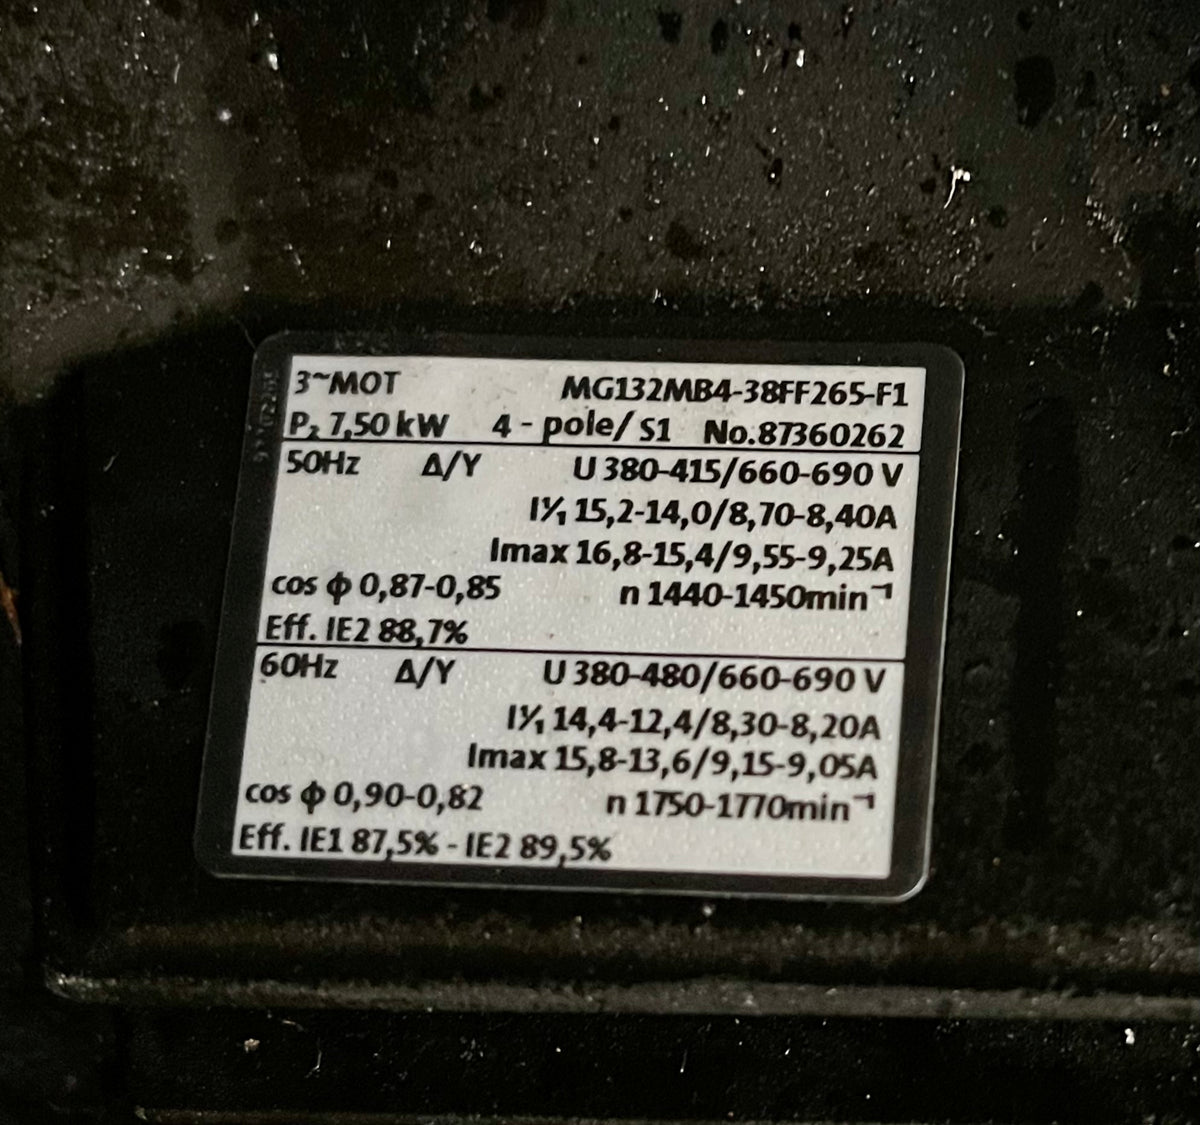 3~MOT MG132MB4-38FF265-F1
P₂ 7,50 kW 4 - pole/ S1 No.87360262
50Hz Δ/Y U 380-415/660-690 V
I¹/₁ 15,2-14,0/8,70-8,40A
Imax 16,8-15,4/9,55-9,25A
cos ϕ 0,87-0,85 n 1440-1450min⁻¹
Eff. IE2 88,7%
60Hz Δ/Y U 380-480/660-690 V
I¹/₁ 14,4-12,4/8,30-8,20A
Imax 15,8-13,6/9,15-9,05A
cos ϕ 0,90-0,82 n 1750-1770min⁻¹
Eff. IE1 87,5% - IE2 89,5%